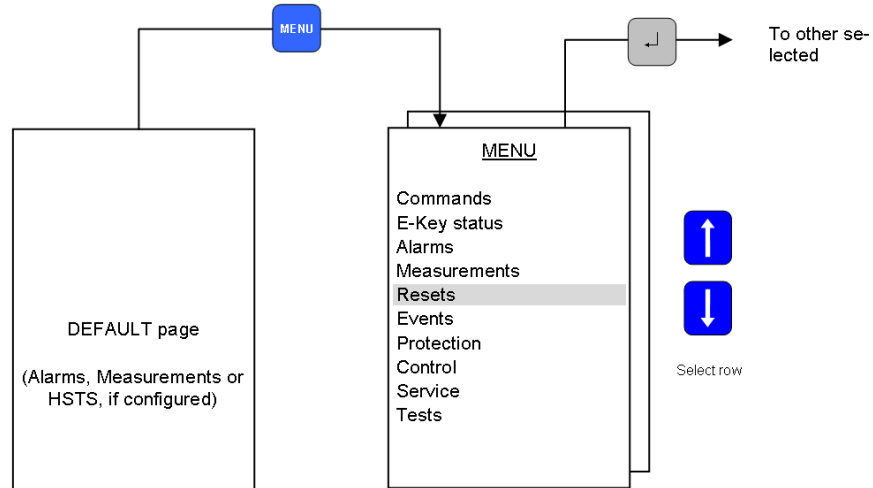 MENU
To other se-
lected
MENU
Commands
E-Key status
Alarms
Measurements
Resets
Events
Protection
Control
Service
Tests
DEFAULT page
(Alarms, Measurements or
HSTS, if configured)
Select row